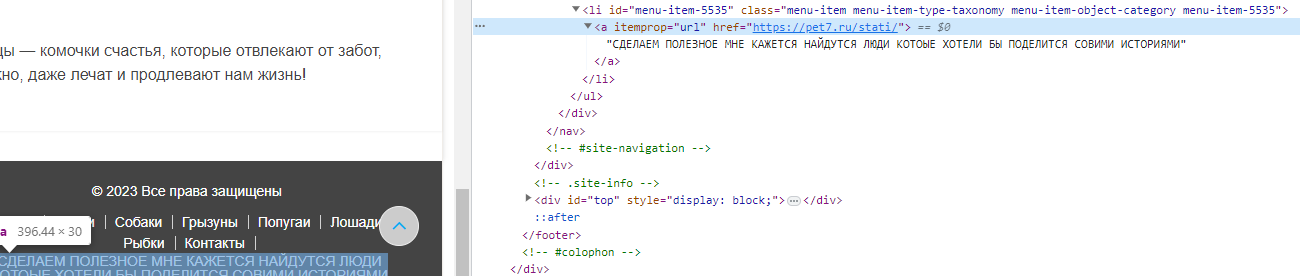 <li id="menu-item-5535" class="menu-item menu-item-type-taxonomy menu-item-object-category menu-item-5535">
<a itemprop="url" href="https://pet7.ru/stati/"> == $0
"СДЕЛАЕМ ПОЛЕЗНОЕ МНЕ КАЖЕТСЯ НАЙДУТСЯ ЛЮДИ КОТОЫЕ ХОТЕЛИ БЫ ПОДЕЛИТСЯ СОВИМИ ИСТОРИЯМИ"
</a>
</li>
</ul>
</div>
</nav>
<!-- #site-navigation -->
</div>
<!-- .site-info -->
<div id="top" style="display: block;"> … </div>
::after
</footer>
<!-- #colophon -->
</div>
— комочки счастья, которые отвлекают от забот,
даже лечат и продлевают нам жизнь!
© 2023 Все права защищены
Собаки | Грызуны | Попугаи | Лошади
Рыбки | Контакты |
a 396.44 × 30
СДЕЛАЕМ ПОЛЕЗНОЕ МНЕ КАЖЕТСЯ НАЙДУТСЯ ЛЮДИ
КОТОЫЕ ХОТЕЛИ БЫ ПОДЕЛИТСЯ СОВИМИ ИСТОРИЯМИ